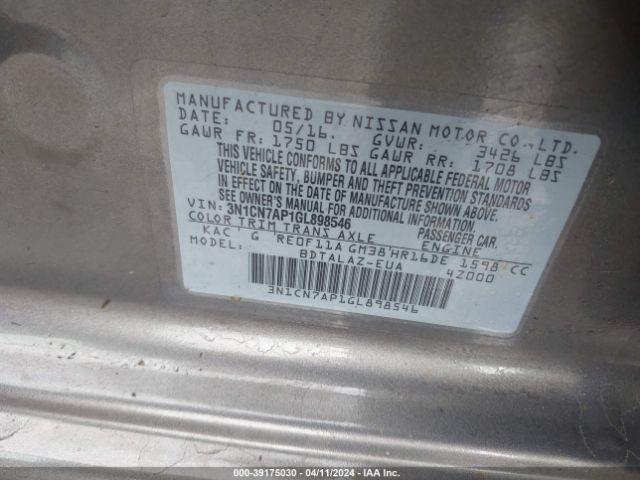 MANUFACTURED BY NISSAN MOTOR CO., LTD.
DATE: 05/16. GVWR: 3426 LBS
GAWR FR: 1750 LBS GAWR RR: 1708 LBS
THIS VEHICLE CONFORMS TO ALL APPLICABLE FEDERAL MOTOR
VEHICLE SAFETY, BUMPER AND THEFT PREVENTION STANDARDS
IN EFFECT ON THE DATE OF MANUFACTURE SHOWN ABOVE.
SEE OWNER'S MANUAL FOR ADDITIONAL INFORMATION
VIN: 3N1CN7AP1GL898546 PASSENGER CAR.
COLOR TRIM TRANS AXLE ENGINE
KAC G RE0F11A GM38 HR16DE 1598 CC
MODEL: BDTALAZ-EUA 4Z000
3N1CN7AP1GL898546
000-39175030 - 04/11/2024 - IAA Inc.